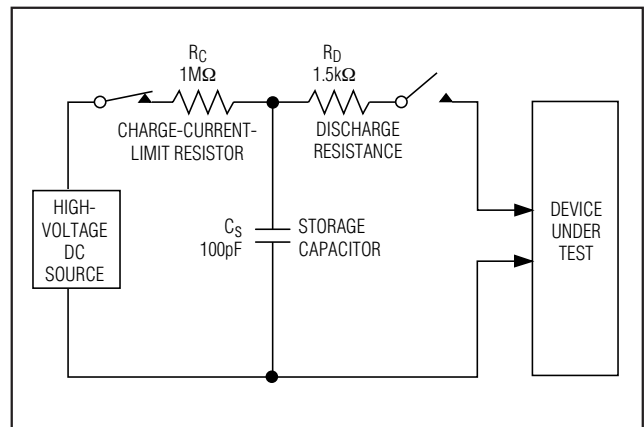 R_C
1MΩ
CHARGE-CURRENT-
LIMIT RESISTOR
R_D
1.5kΩ
DISCHARGE
RESISTANCE
HIGH-
VOLTAGE
DC
SOURCE
C_S
100pF
STORAGE
CAPACITOR
DEVICE
UNDER
TEST